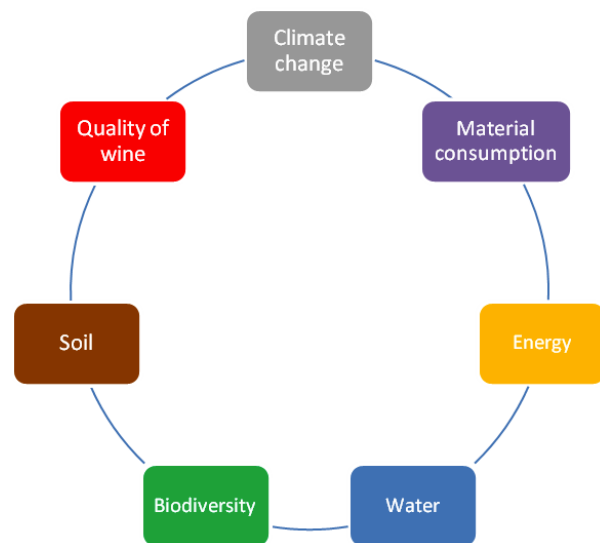 Climate
change
Material
consumption
Energy
Water
Biodiversity
Soil
Quality of
wine